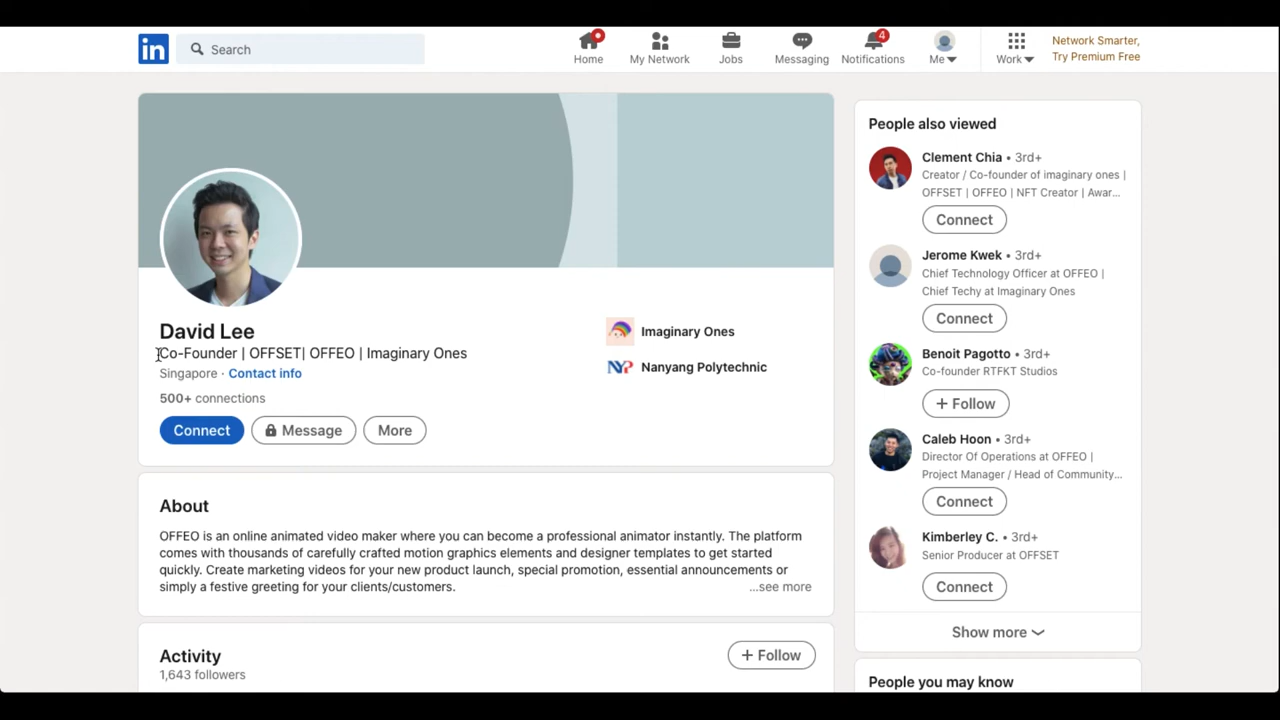 in
Search
Home
My Network
Jobs
Messaging
4
Notifications
Me
Work
Network Smarter,
Try Premium Free
David Lee
Co-Founder | OFFSET| OFFEO | Imaginary Ones
Singapore · Contact info
500+ connections
Connect
Message
More
Imaginary Ones
NYP
Nanyang Polytechnic
About
OFFEO is an online animated video maker where you can become a professional animator instantly. The platform
comes with thousands of carefully crafted motion graphics elements and designer templates to get started
quickly. Create marketing videos for your new product launch, special promotion, essential announcements or
simply a festive greeting for your clients/customers.
...see more
Activity
1,643 followers
+ Follow
People also viewed
Clement Chia • 3rd+
Creator / Co-founder of imaginary ones |
OFFSET | OFFEO | NFT Creator | Awar...
Connect
Jerome Kwek • 3rd+
Chief Technology Officer at OFFEO |
Chief Techy at Imaginary Ones
Connect
Benoit Pagotto • 3rd+
Co-founder RTFKT Studios
+ Follow
Caleb Hoon • 3rd+
Director Of Operations at OFFEO |
Project Manager / Head of Community...
Connect
Kimberley C. • 3rd+
Senior Producer at OFFSET
Connect
Show more
People you may know